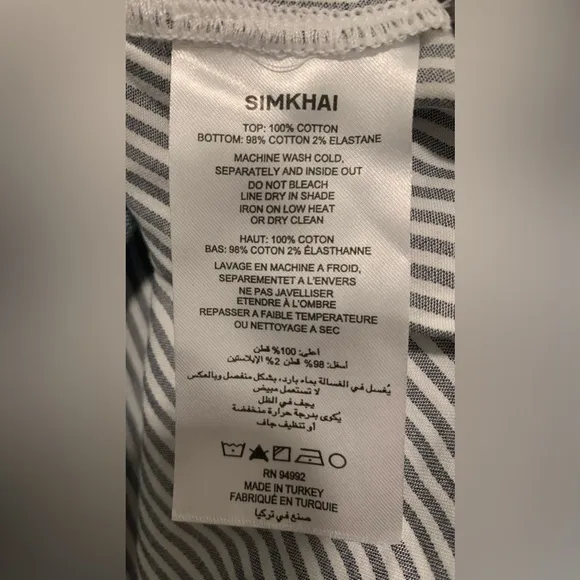 SIMKHAI
TOP: 100% COTTON
BOTTOM: 98% COTTON 2% ELASTANE
MACHINE WASH COLD,
SEPARATELY AND INSIDE OUT
DO NOT BLEACH
LINE DRY IN SHADE
IRON ON LOW HEAT
OR DRY CLEAN
HAUT: 100% COTON
BAS: 98% COTON 2% ÉLASTHANNE
LAVAGE EN MACHINE A FROID,
SEPAREMENTET A L'ENVERS
NE PAS JAVELLISER
ETENDRE À L'OMBRE
REPASSER A FAIBLE TEMPERATURE
OU NETTOYAGE A SEC
أعلى: 100% قطن
أسفل: 98% قطن 2% الإيلاستين
يُغسل في الغسالة بماء بارد، بشكل منفصل وبالعكس
لا تستعمل مبيض
يجف في الظل
يُكوى بدرجة حرارة منخفضة
أو تنظيف جاف
RN 94992
MADE IN TURKEY
FABRIQUÉ EN TURQUIE
صنع في تركيا